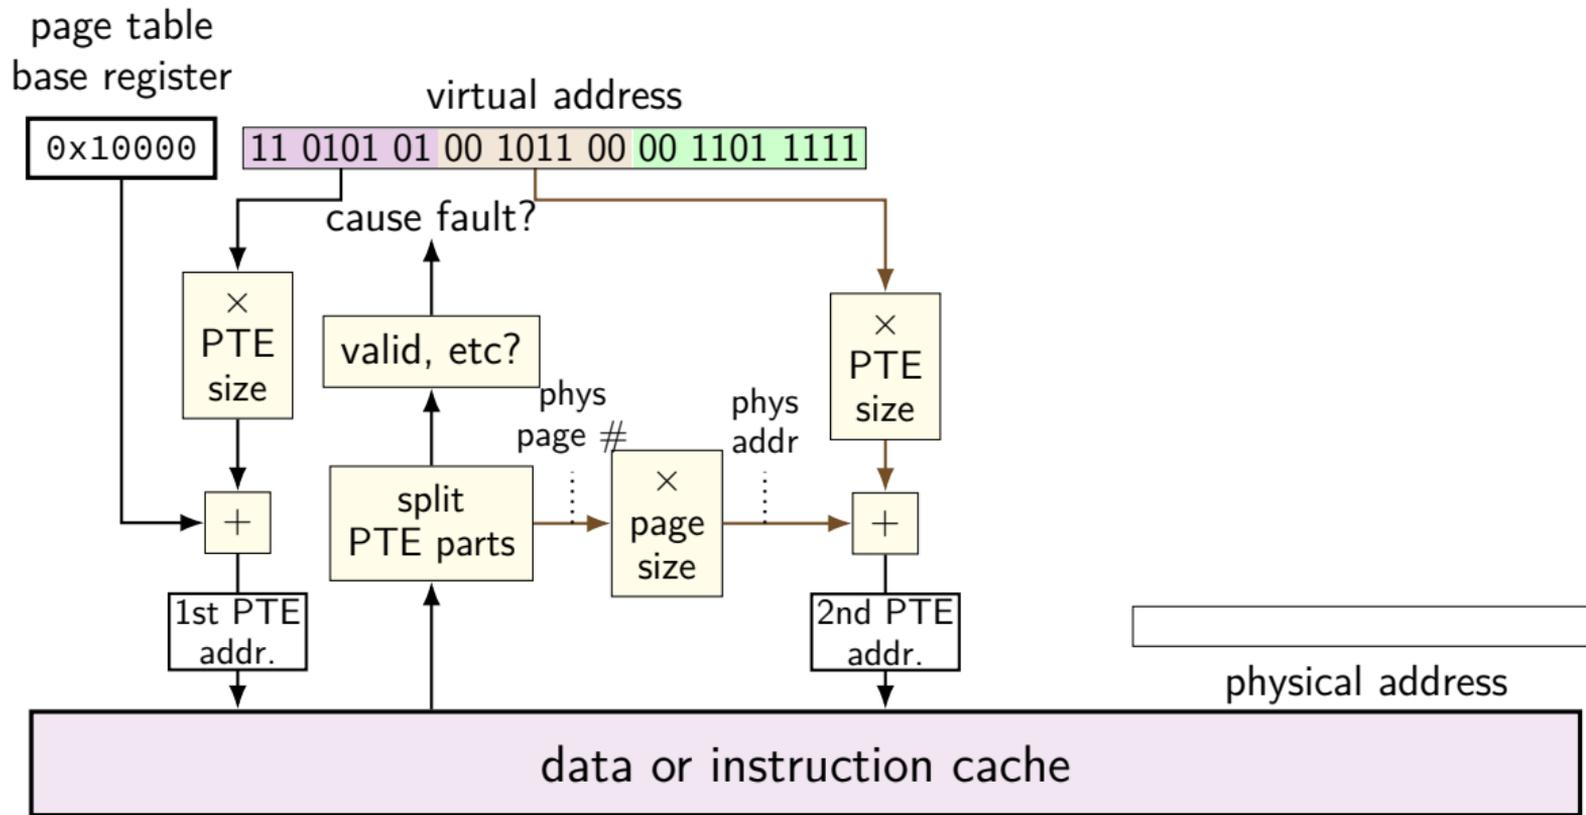 page table
base register
0x10000
virtual address
11 0101 01 00 1011 00 00 1101 1111
cause fault?
×
PTE
size
valid, etc?
phys
page #
phys
addr
×
PTE
size
split
PTE parts
×
page
size
+
+
1st PTE
addr.
2nd PTE
addr.
physical address
data or instruction cache